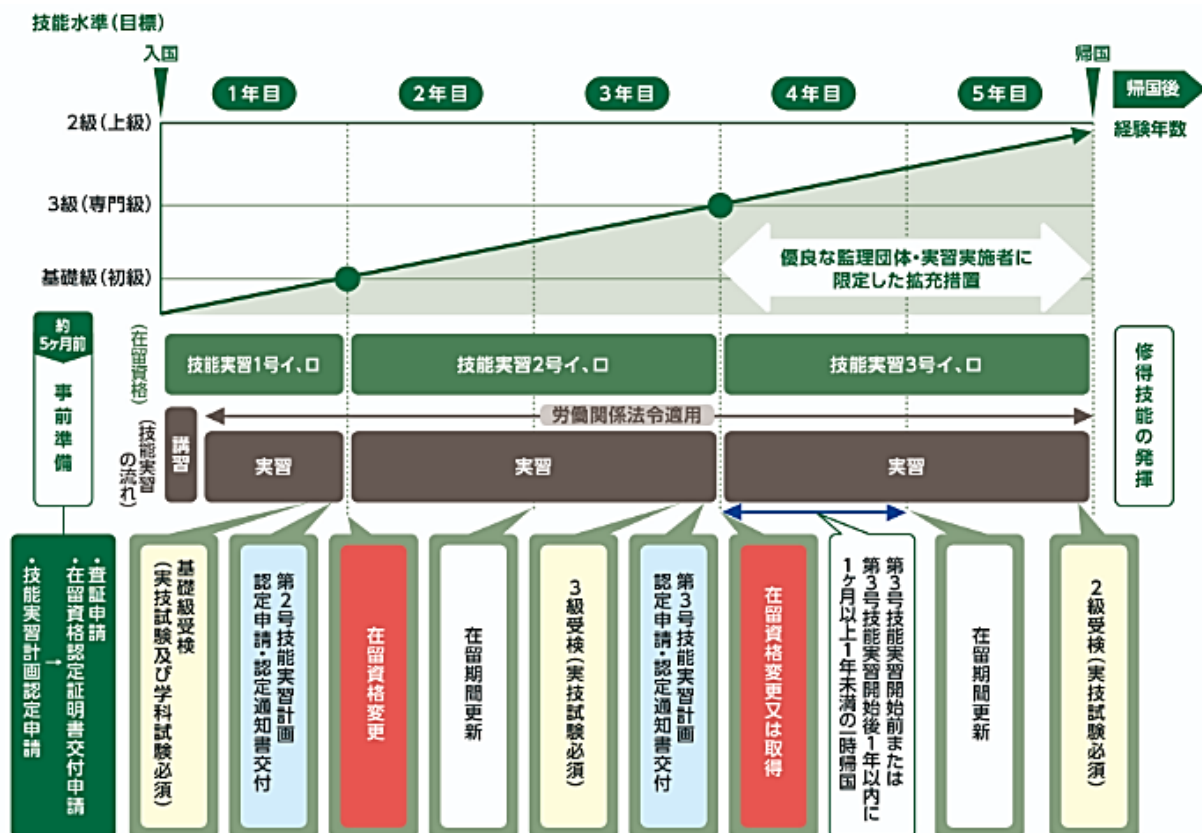 技能水準(目標)
入国
帰国
1年目
2年目
3年目
4年目
5年目
帰国後
経験年数
2級(上級)
3級(専門級)
基礎級(初級)
優良な監理団体・実習実施者に
限定した拡充措置
約
5ヶ月前
事前準備
(在留資格)
技能実習1号イ、ロ
技能実習2号イ、ロ
技能実習3号イ、ロ
修得技能の発揮
労働関係法令適用
(技能実習
の流れ)
講習
実習
実習
実習
・査証申請
・在留資格認定証明書交付申請
→
・技能実習計画認定申請
基礎級受検
(実技試験及び学科試験必須)
第2号技能実習計画
認定申請・認定通知書交付
在留資格変更
在留期間更新
3級受検(実技試験必須)
第3号技能実習計画
認定申請・認定通知書交付
在留資格変更又は取得
第3号技能実習開始前または
第3号技能実習開始後1年以内に
1ヶ月以上1年未満の一時帰国
在留期間更新
2級受検(実技試験必須)